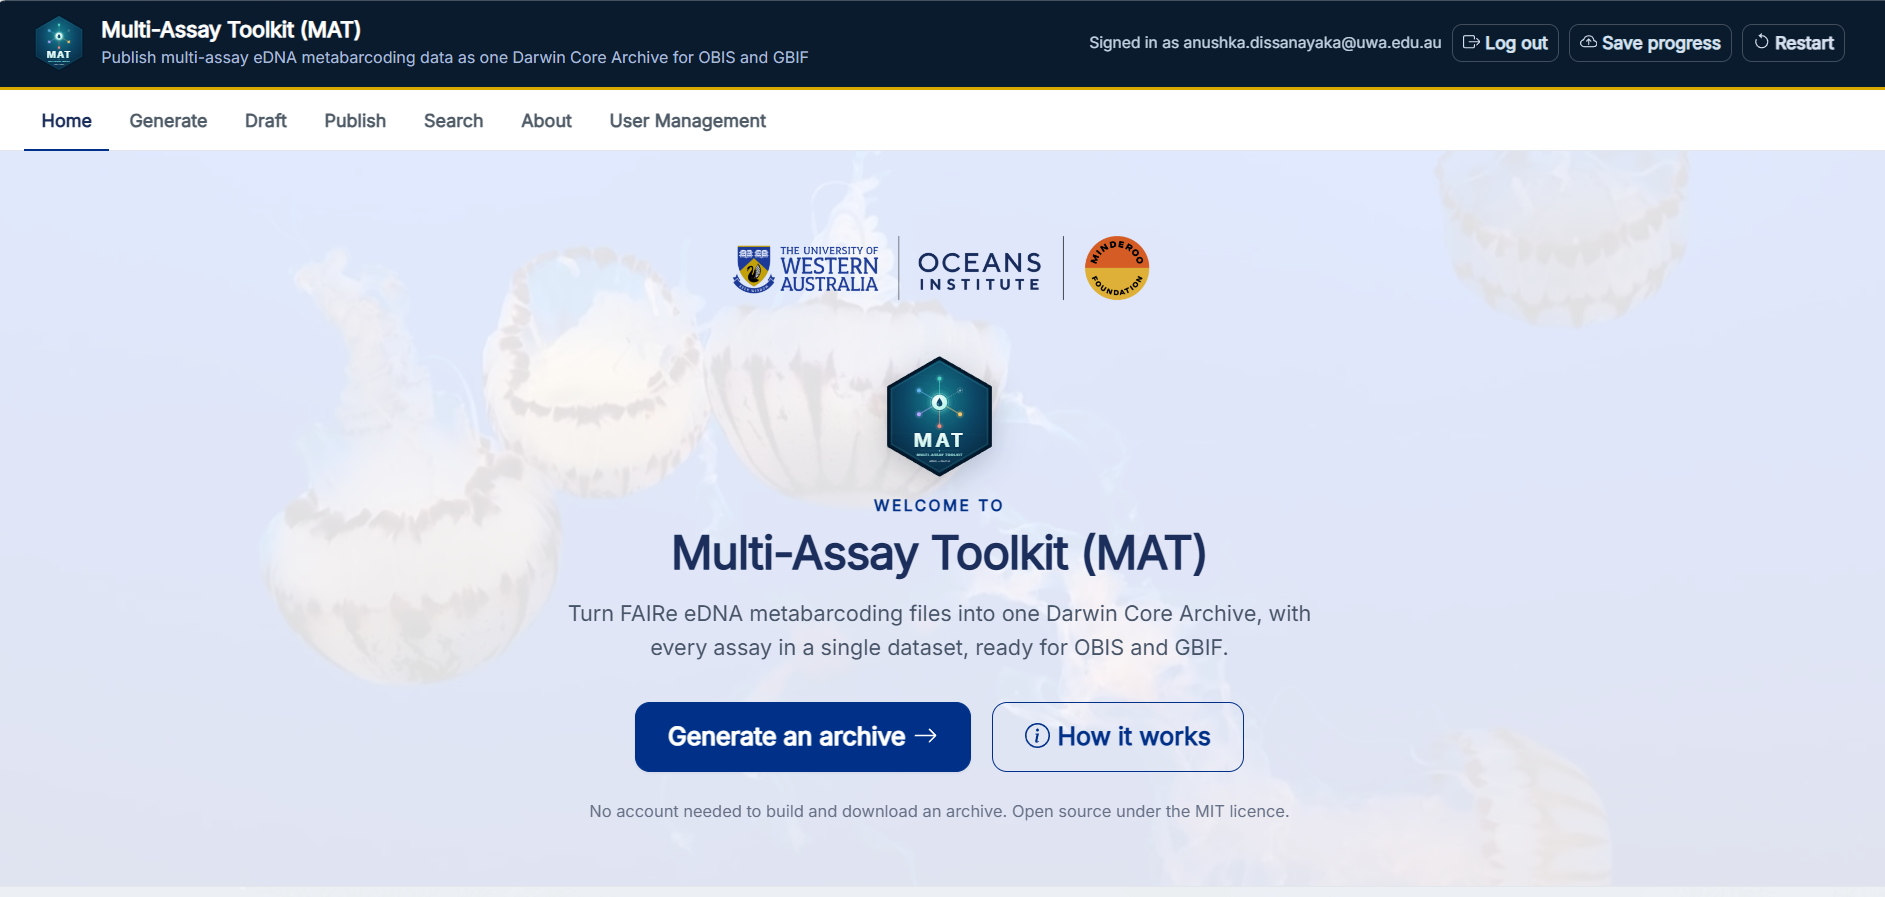 Multi-Assay Toolkit (MAT)
Publish multi-assay eDNA metabarcoding data as one Darwin Core Archive for OBIS and GBIF
MAT
Signed in as anushka.dissanayaka@uwa.edu.au
Log out
Save progress
Restart
Home
Generate
Draft
Publish
Search
About
User Management
THE UNIVERSITY OF
WESTERN
AUSTRALIA
OCEANS
INSTITUTE
MINDEROO
FOUNDATION
MAT
MULTI-ASSAY TOOLKIT
WELCOME TO
Multi-Assay Toolkit (MAT)
Turn FAIRe eDNA metabarcoding files into one Darwin Core Archive, with
every assay in a single dataset, ready for OBIS and GBIF.
Generate an archive →
How it works
No account needed to build and download an archive. Open source under the MIT licence.